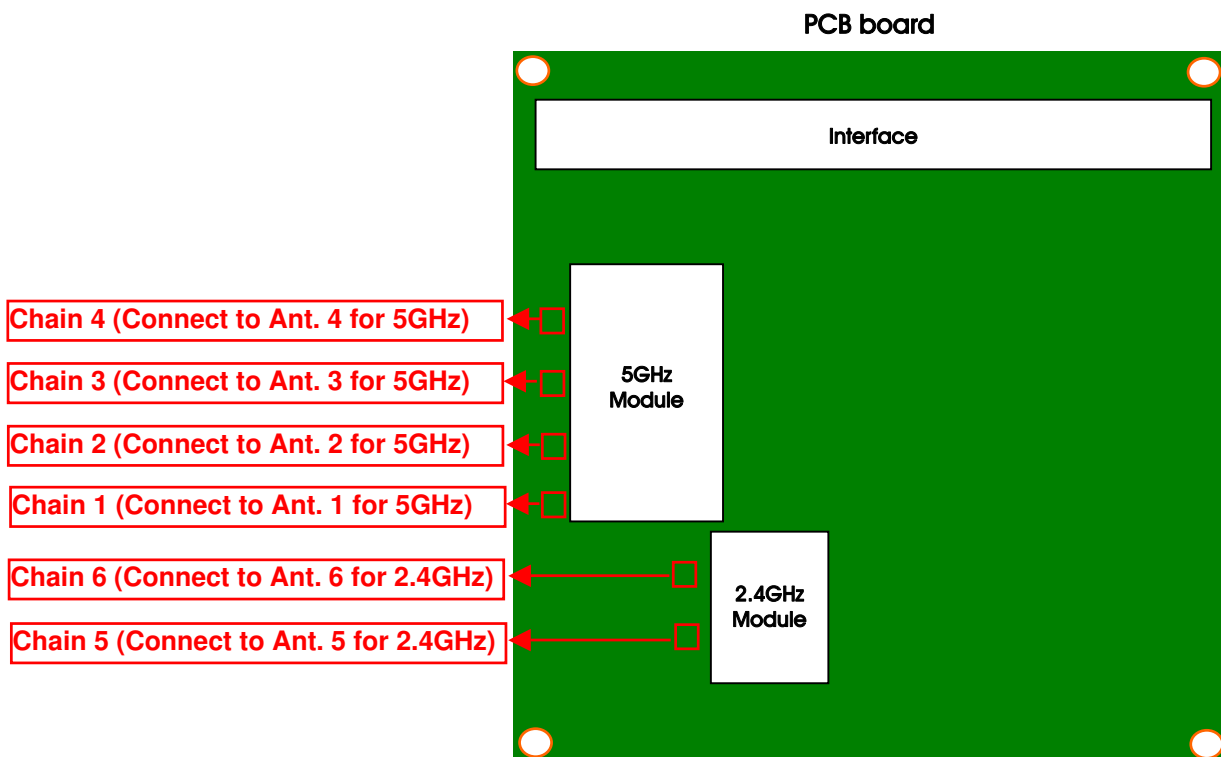 PCB board
Interface
Chain 4 (Connect to Ant. 4 for 5GHz)
Chain 3 (Connect to Ant. 3 for 5GHz)
5GHz
Module
Chain 2 (Connect to Ant. 2 for 5GHz)
Chain 1 (Connect to Ant. 1 for 5GHz)
Chain 6 (Connect to Ant. 6 for 2.4GHz)
2.4GHz
Module
Chain 5 (Connect to Ant. 5 for 2.4GHz)